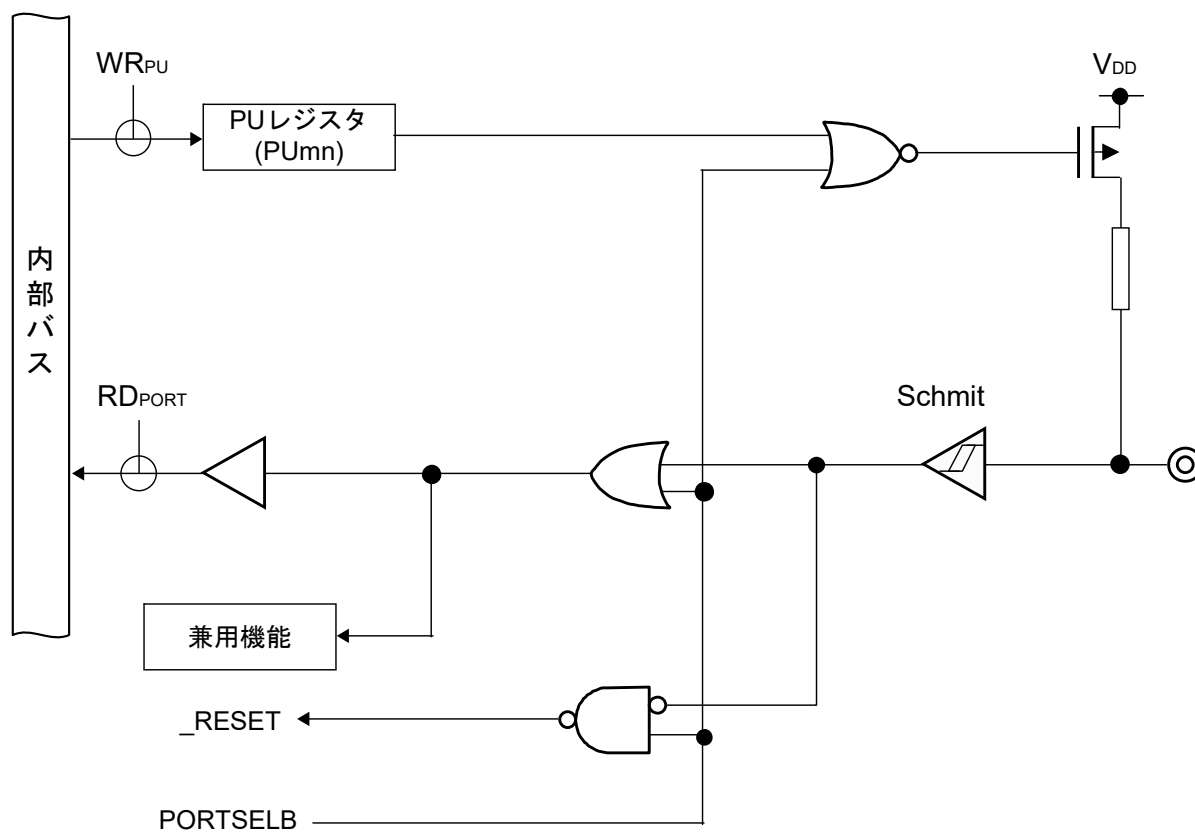 WRPU
VDD
PUレジスタ
(PUmn)
内部バス
RDPORT
Schmit
兼用機能
_RESET
PORTSELB